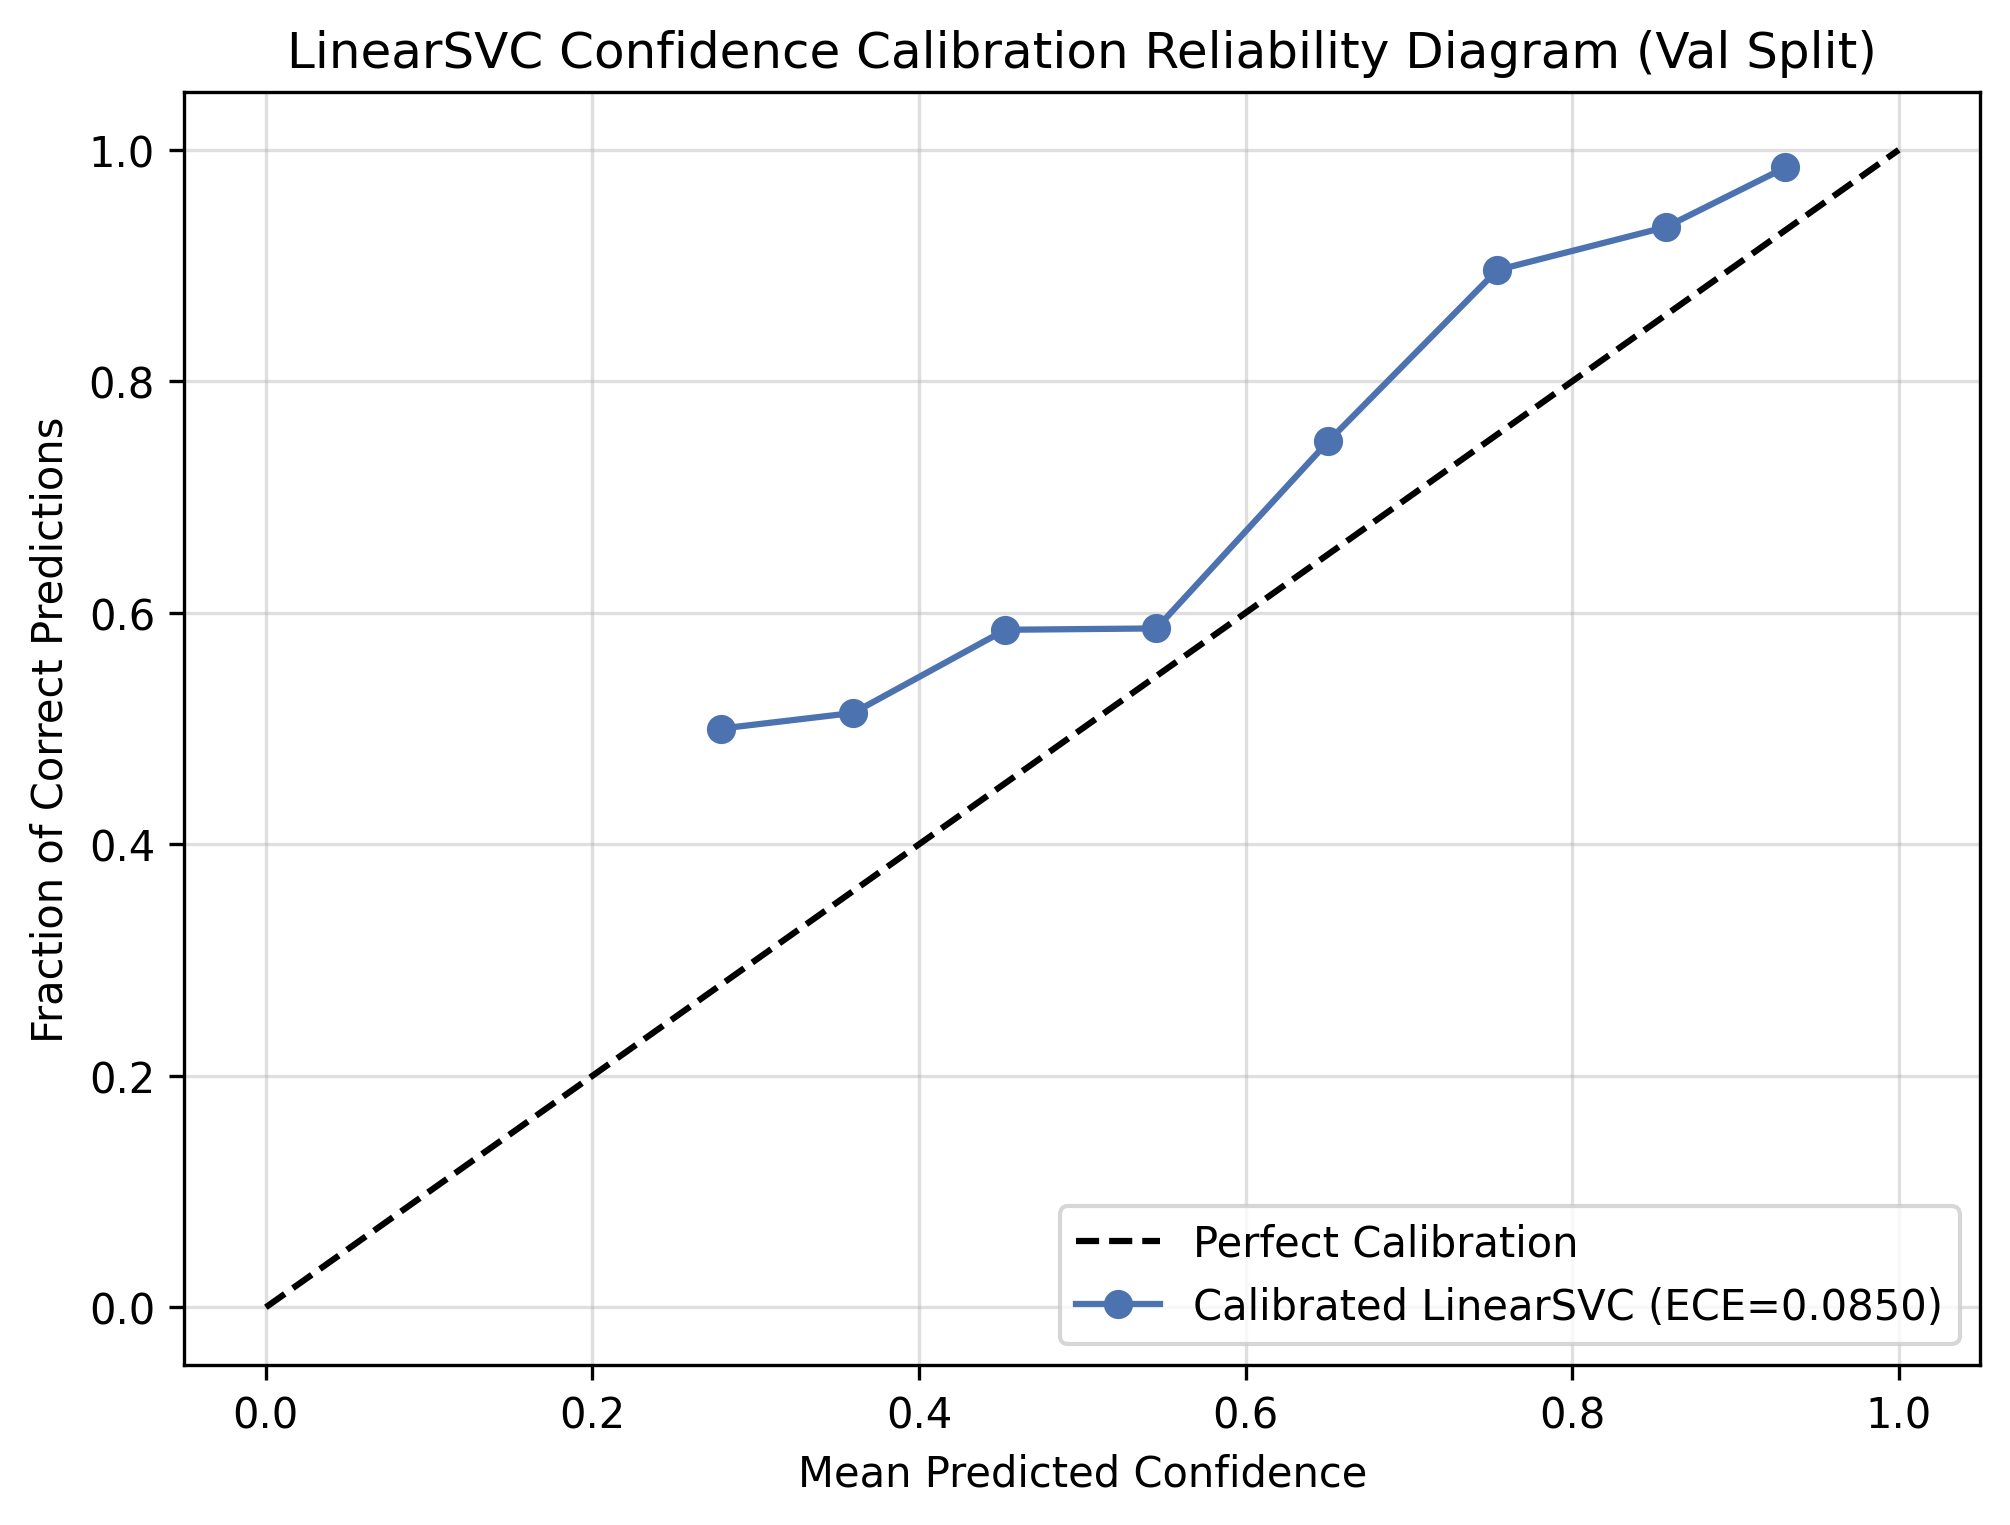 LinearSVC Confidence Calibration Reliability Diagram (Val Split)
1.0
0.8
0.6
0.4
0.2
0.0
Fraction of Correct Predictions
Perfect Calibration
Calibrated LinearSVC (ECE=0.0850)
0.0 0.2 0.4 0.6 0.8 1.0
Mean Predicted Confidence